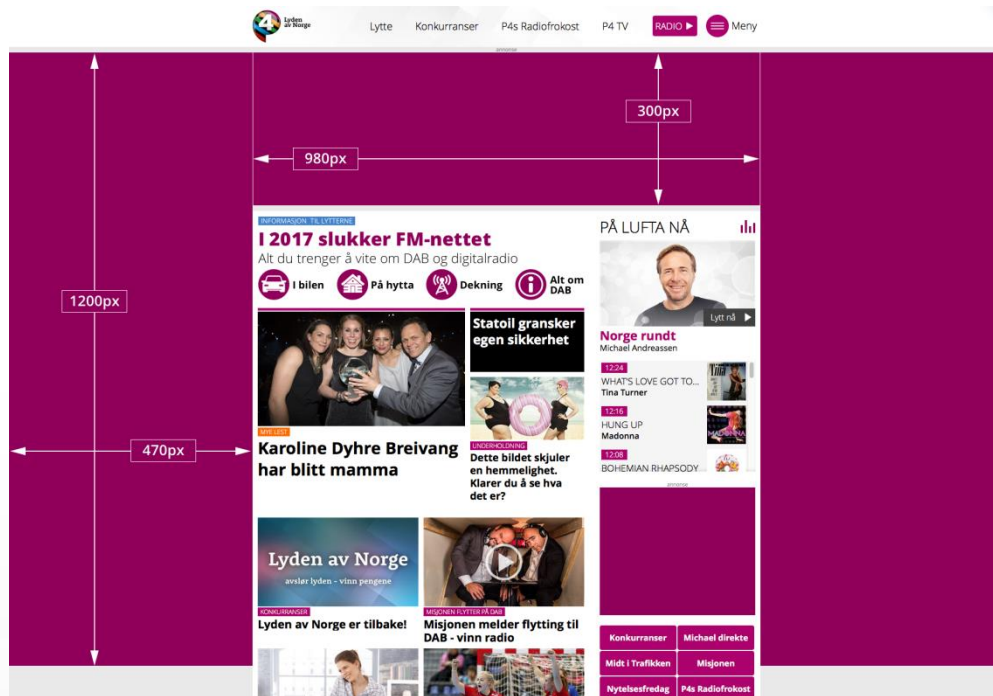 4 Lyden
av Norge
Lytte Konkurranser P4s Radiofrokost P4 TV RADIO Meny
annonse
300px
980px
1200px
470px
INFORMASJON TIL LYTTERNE
I 2017 slukker FM-nettet
Alt du trenger å vite om DAB og digitalradio
I bilen På hytta Dekning Alt om
DAB
MYE LEST
Karoline Dyhre Breivang
har blitt mamma
Statoil gransker
egen sikkerhet
UNDERHOLDNING
Dette bildet skjuler
en hemmelighet.
Klarer du å se hva
det er?
Lyden av Norge
avslør lyden - vinn pengene
KONKURRANSER
Lyden av Norge er tilbake!
MISJONEN FLYTTER PÅ DAB
Misjonen melder flytting til
DAB - vinn radio
PÅ LUFTA NÅ
Lytt nå
Norge rundt
Michael Andreassen
12:24
WHAT'S LOVE GOT TO...
Tina Turner
Tina
12:16
HUNG UP
Madonna
MADONNA
12:08
BOHEMIAN RHAPSODY
annonse
Konkurranser Michael direkte
Midt i Trafikken Misjonen
Nytelsesfredag P4s Radiofrokost